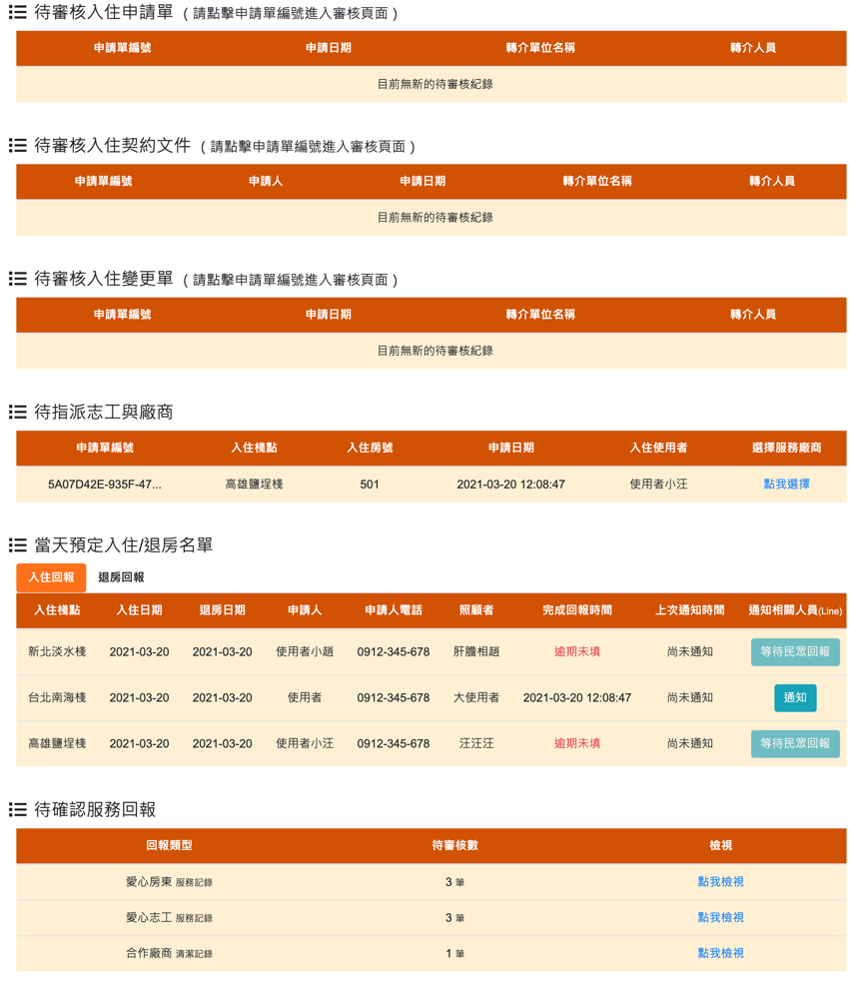 待審核入住申請單 (請點擊申請單編號進入審核頁面)
申請單編號 申請日期 轉介單位名稱 轉介人員
目前無新的待審核紀錄
待審核入住契約文件 (請點擊申請單編號進入審核頁面)
申請單編號 申請人 申請日期 轉介單位名稱 轉介人員
目前無新的待審核紀錄
待審核入住變更單 (請點擊申請單編號進入審核頁面)
申請單編號 申請日期 轉介單位名稱 轉介人員
目前無新的待審核紀錄
待指派志工與廠商
申請單編號 入住棧點 入住房號 申請日期 入住使用者 選擇服務廠商
5A07D42E-935F-47... 高雄鹽埕棧 501 2021-03-20 12:08:47 使用者小汪 點我選擇
當天預定入住/退房名單
入住回報 退房回報
入住棧點 入住日期 退房日期 申請人 申請人電話 照顧者 完成回報時間 上次通知時間 通知相關人員(Line)
新北淡水棧 2021-03-20 2021-03-20 使用者小趙 0912-345-678 肝膽相趙 逾期未填 尚未通知 等待民眾回報
台北南海棧 2021-03-20 2021-03-20 使用者 0912-345-678 大使用者 2021-03-20 12:08:47 尚未通知 通知
高雄鹽埕棧 2021-03-20 2021-03-20 使用者小汪 0912-345-678 汪汪汪 逾期未填 尚未通知 等待民眾回報
待確認服務回報
回報類型 待審核數 檢視
愛心房東 服務記錄 3 筆 點我檢視
愛心志工 服務記錄 3 筆 點我檢視
合作廠商 清潔記錄 1 筆 點我檢視